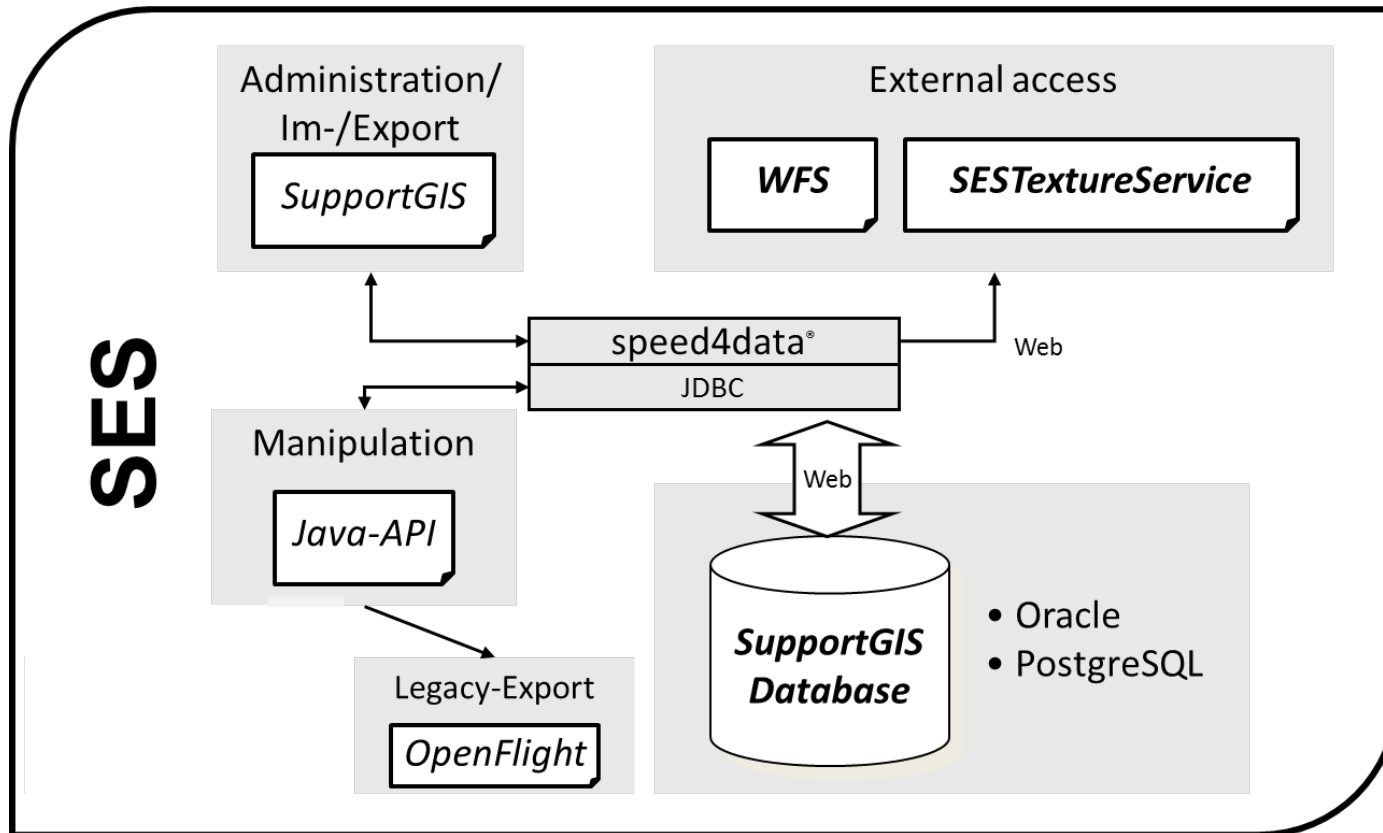 SES
Administration/
Im-/Export
SupportGIS
External access
WFS
SESTextureService
speed4data®
JDBC
Web
Manipulation
Java-API
Web
SupportGIS
Database
• Oracle
• PostgreSQL
Legacy-Export
OpenFlight